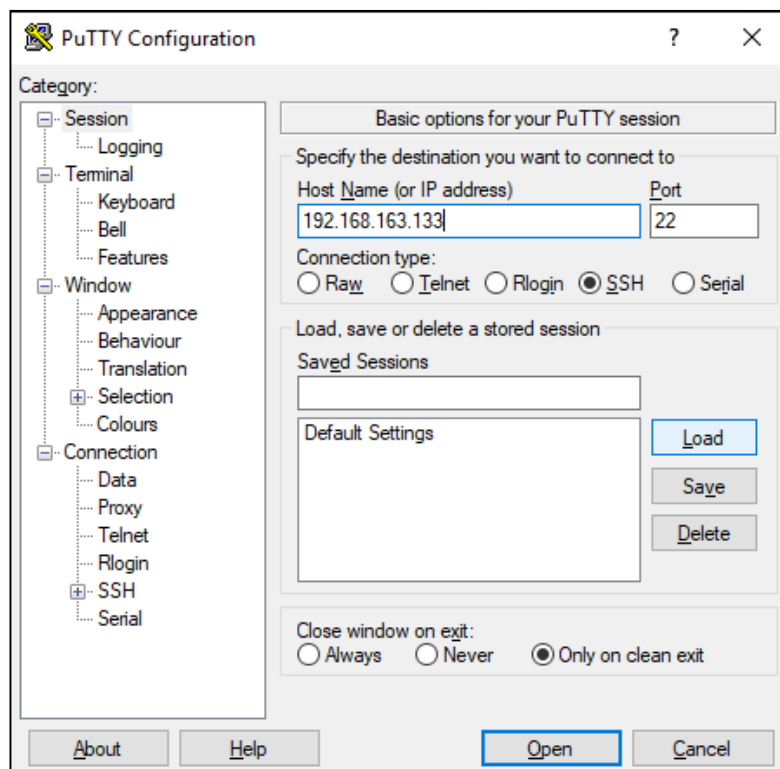 PuTTY Configuration
?
Category:
Session
Logging
Terminal
Keyboard
Bell
Features
Window
Appearance
Behaviour
Translation
Selection
Colours
Connection
Data
Proxy
Telnet
Rlogin
SSH
Serial
Basic options for your PuTTY session
Specify the destination you want to connect to
Host Name (or IP address) Port
192.168.163.133 22
Connection type:
Raw Telnet Rlogin SSH Serial
Load, save or delete a stored session
Saved Sessions
Default Settings
Load
Save
Delete
Close window on exit:
Always Never Only on clean exit
About Help Open Cancel